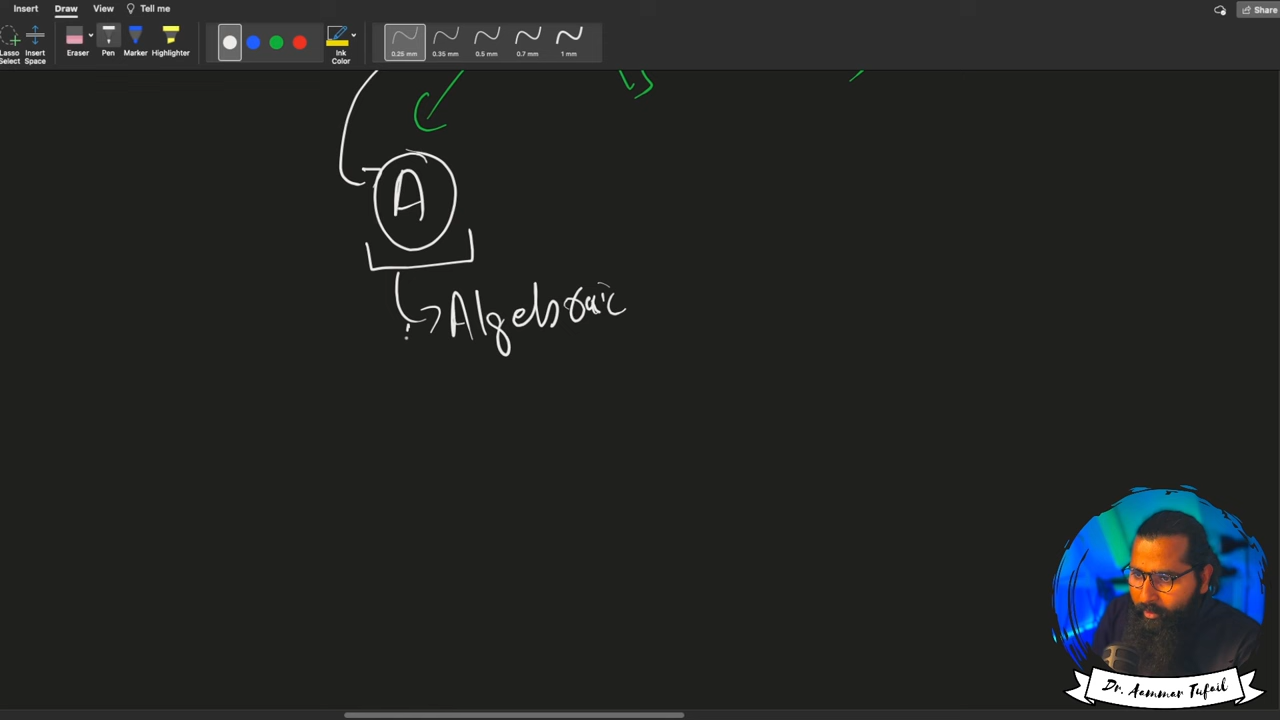 Insert Draw View Tell me
Share
Lasso Select
Insert Space
Eraser
Pen
Marker
Highlighter
Ink Color
0.25 mm 0.35 mm 0.5 mm 0.7 mm 1 mm
A
Algebraic
Dr. Aammar Tufail